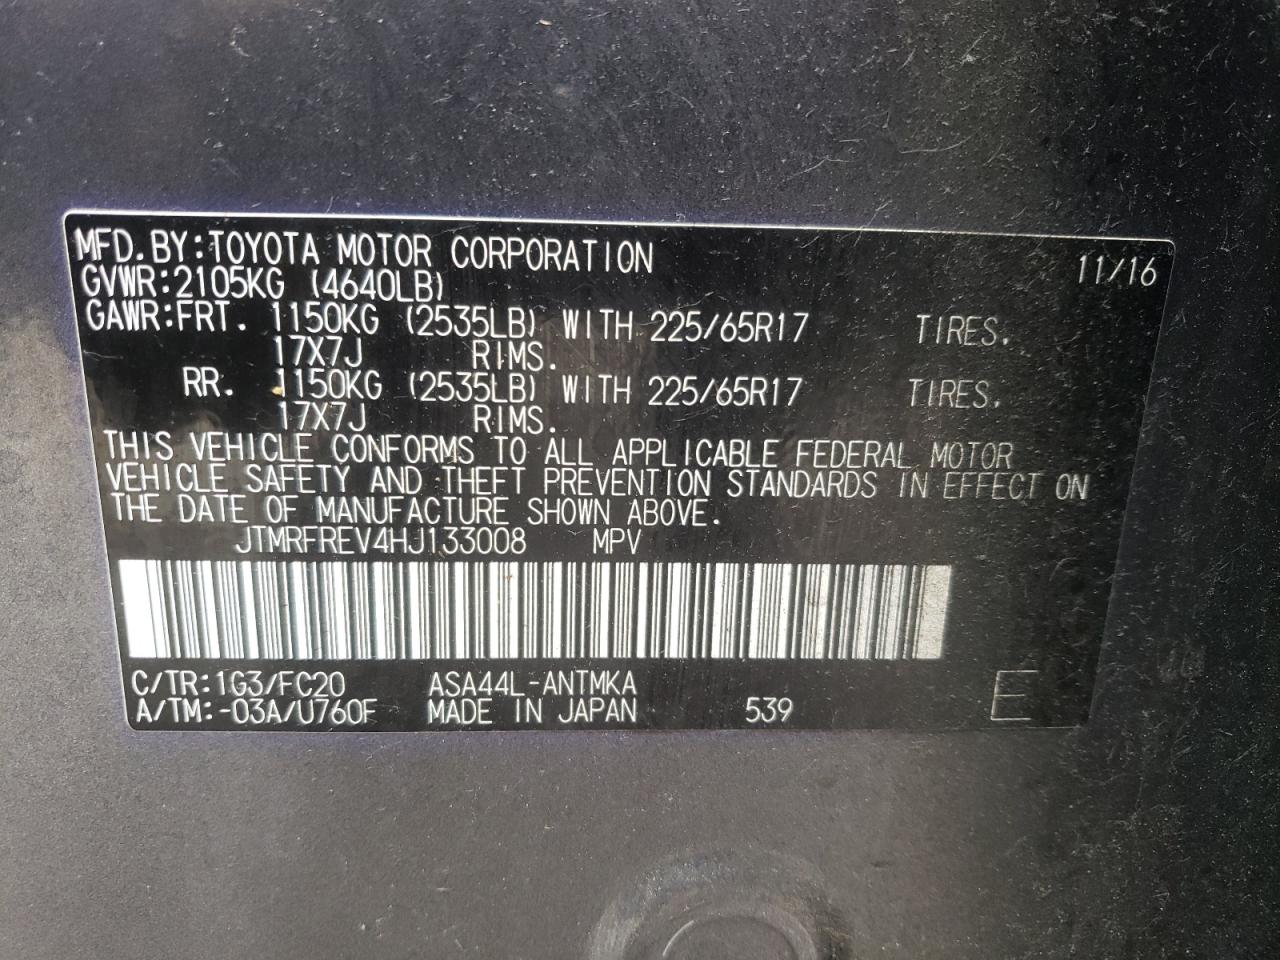 MFD.BY:TOYOTA MOTOR CORPORATION 11/16
GVWR:2105KG (4640LB)
GAWR:FRT. 1150KG (2535LB) WITH 225/65R17 TIRES.
17X7J RIMS.
RR. 1150KG (2535LB) WITH 225/65R17 TIRES.
17X7J RIMS.
THIS VEHICLE CONFORMS TO ALL APPLICABLE FEDERAL MOTOR
VEHICLE SAFETY AND THEFT PREVENTION STANDARDS IN EFFECT ON
THE DATE OF MANUFACTURE SHOWN ABOVE.
JTMRFREV4HJ133008 MPV
C/TR:1G3/FC20 ASA44L-ANTMKA
A/TM:-03A/U760F MADE IN JAPAN 539 E